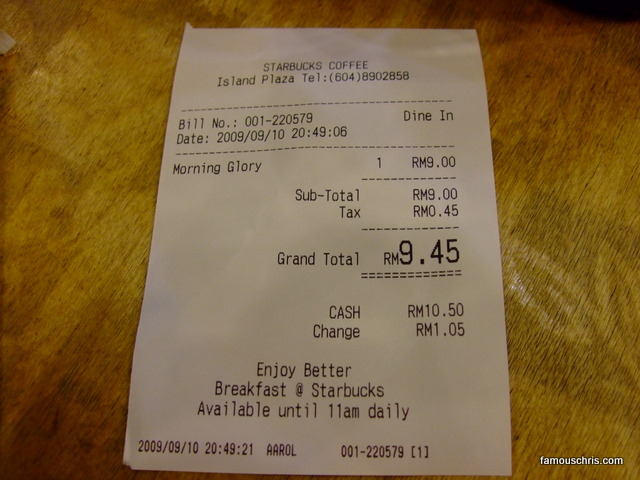 STARBUCKS COFFEE
Island Plaza Tel:(604)8902858
Bill No.: 001-220579 Dine In
Date: 2009/09/10 20:49:06
Morning Glory 1 RM9.00
Sub-Total RM9.00
Tax RM0.45
Grand Total RM9.45
CASH RM10.50
Change RM1.05
Enjoy Better
Breakfast @ Starbucks
Available until 11am daily
2009/09/10 20:49:21 AAROL 001-220579 [1]
famouschris.com